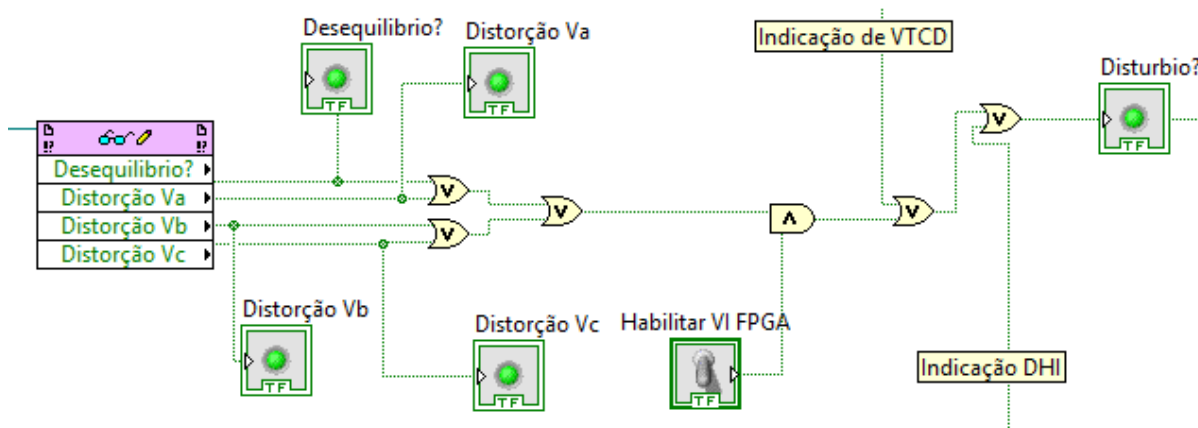 Desequilibrio?
Distorção Va
Indicação de VTCD
Disturbio?
TF
TF
TF
!?
!?
Desequilibrio?
Distorção Va
Distorção Vb
Distorção Vc
V
V
V
Λ
V
V
Distorção Vb
Distorção Vc
Habilitar VI FPGA
Indicação DHI
TF
TF
TF